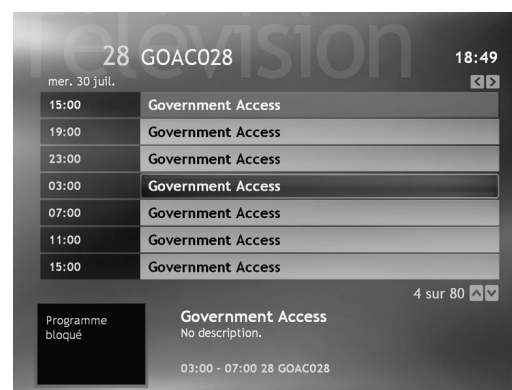 Télévision
28 GOAC028
18:49
mer. 30 juil.
15:00 Government Access
19:00 Government Access
23:00 Government Access
03:00 Government Access
07:00 Government Access
11:00 Government Access
15:00 Government Access
4 sur 80
Programme
bloqué
Government Access
No description.
03:00 - 07:00 28 GOAC028